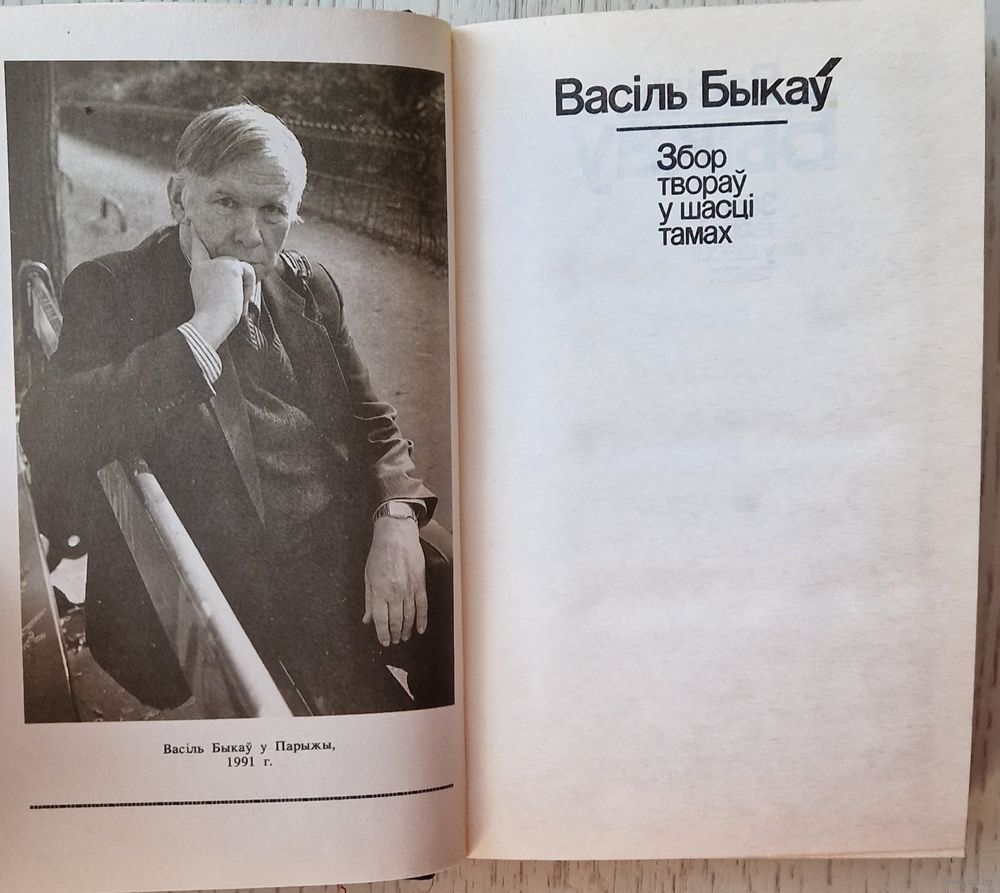 Васіль Быкаў у Парыжы,
1991 г.
Васіль Быкаў
Збор
твораў
у шасці
тамах